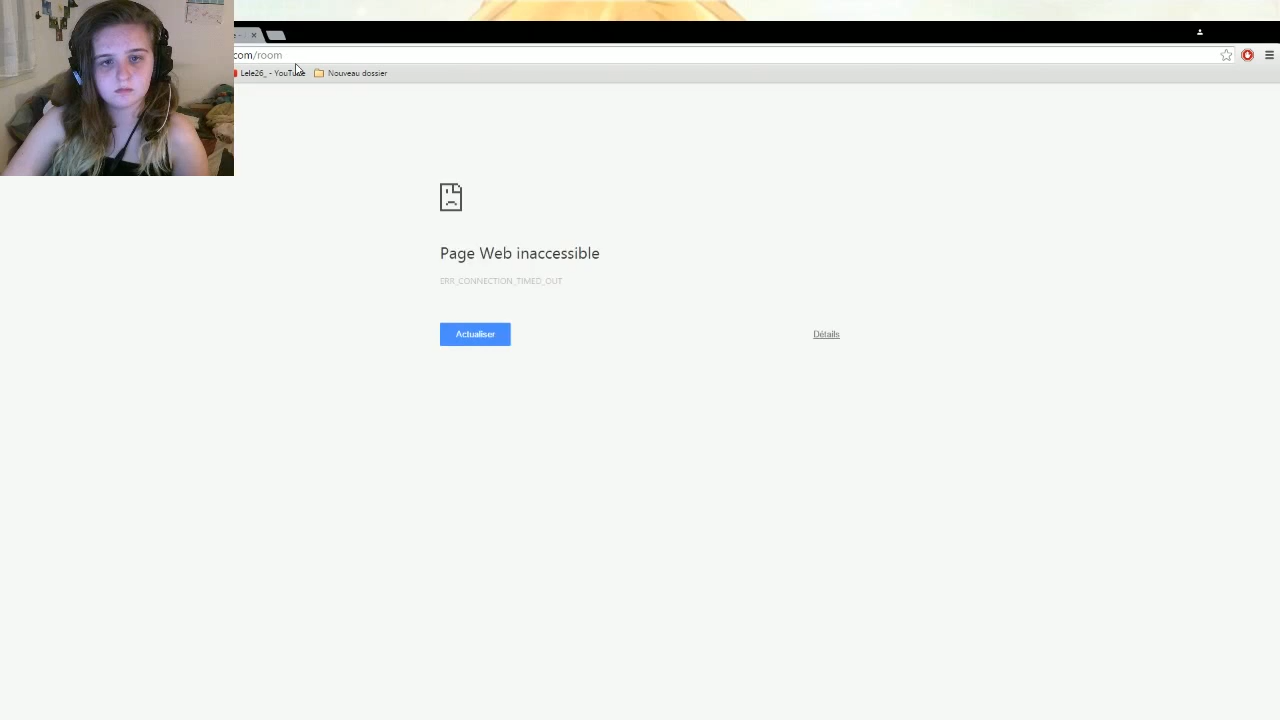 com/room
Lele26_ - YouTube
Nouveau dossier
Page Web inaccessible
ERR_CONNECTION_TIMED_OUT
Actualiser
Détails